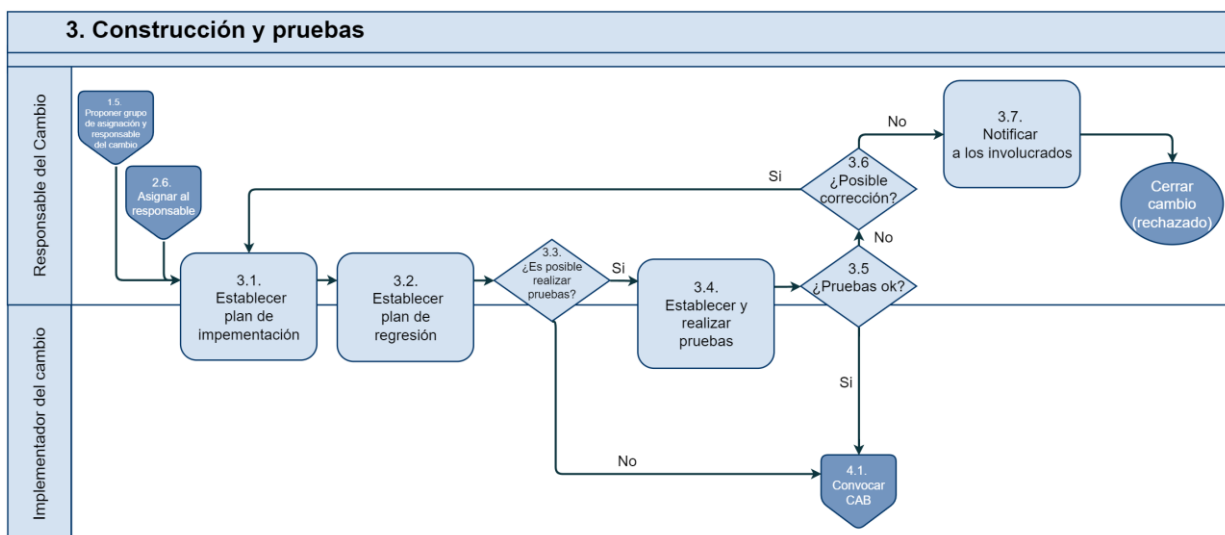 3. Construcción y pruebas
Responsable del Cambio
1.5.
Proponer grupo
de asignación y
responsable
del cambio
2.6.
Asignar al
responsable
3.1.
Establecer
plan de
impementación
3.2.
Establecer
plan de
regresión
3.3.
¿Es posible
realizar
pruebas?
Si
No
3.4.
Establecer y
realizar
pruebas
3.5
¿Pruebas ok?
No
Si
3.6
¿Posible
corrección?
Si
No
3.7.
Notificar
a los involucrados
Cerrar
cambio
(rechazado)
Implementador del cambio
4.1.
Convocar
CAB